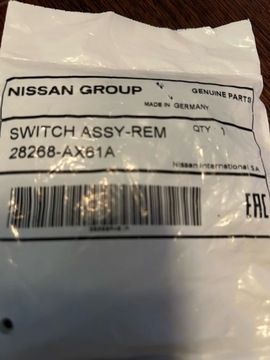 NISSAN GROUP
GENUINE PARTS
MADE IN GERMANY
SWITCH ASSY-REM
QTY 1
28268-AX61A
Nissan International SA
EAC